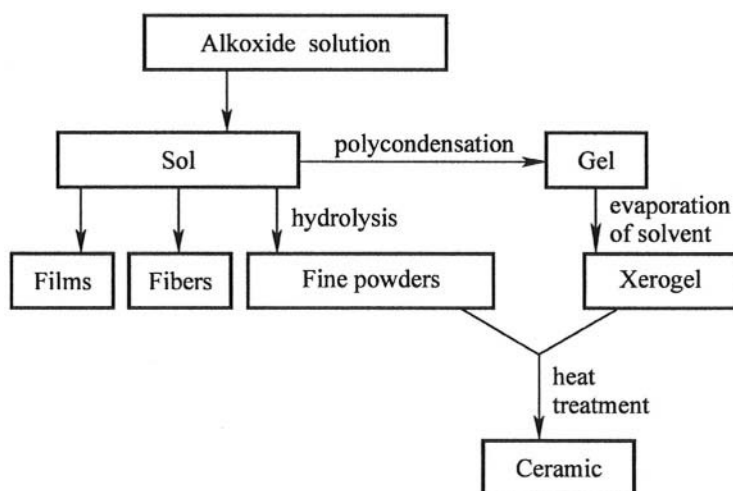 Alkoxide solution
Sol
polycondensation
Gel
hydrolysis
evaporation
of solvent
Films
Fibers
Fine powders
Xerogel
heat
treatment
Ceramic